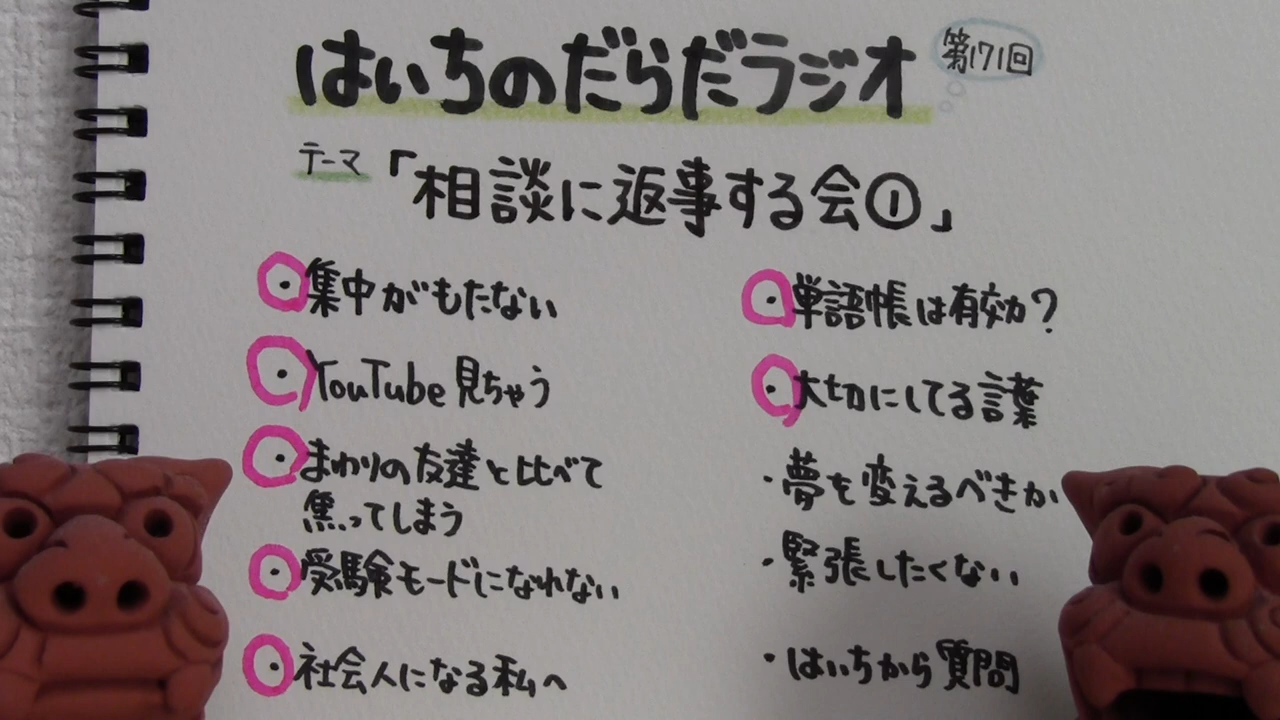 はいちのだらだラジオ
第171回
テーマ「相談に返事する会①」
・集中がもたない
・YouTube見ちゃう
・まわりの友達と比べて
焦ってしまう
・受験モードになれない
・社会人になる私へ
・単語帳は有効?
・大切にしてる言葉
・夢を変えるべきか
・緊張したくない
・はいちから質問